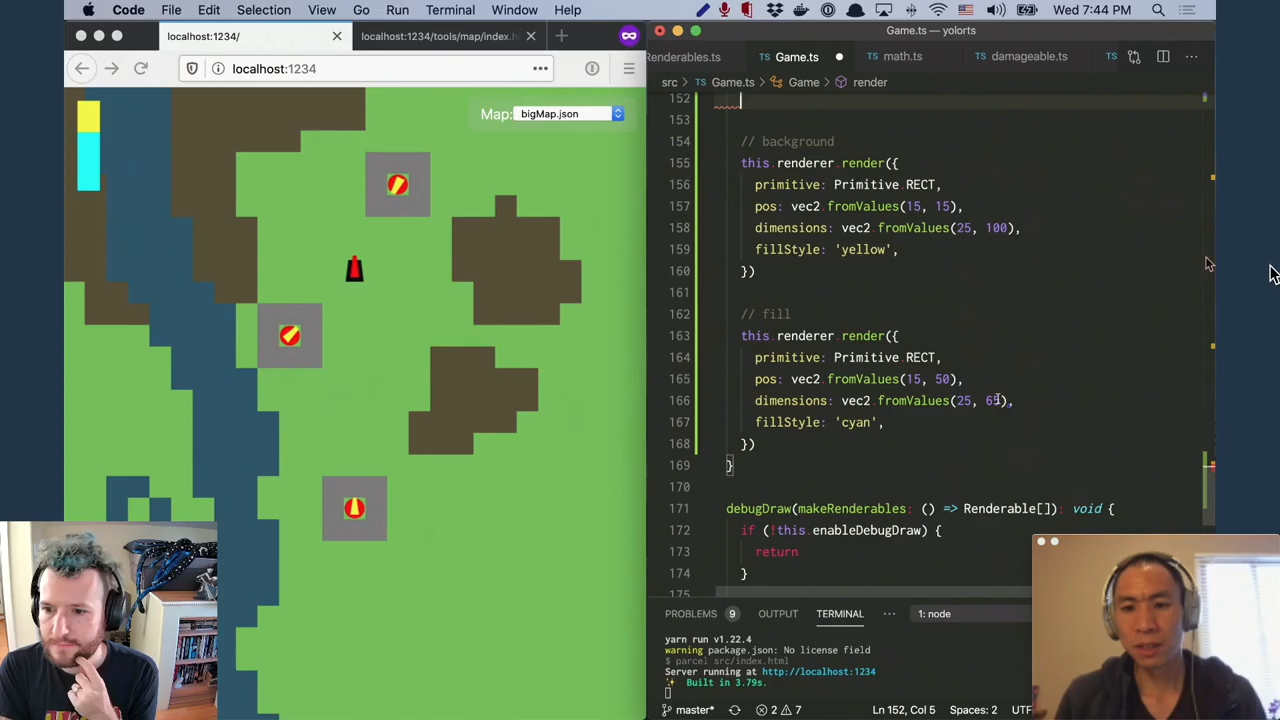 Code File Edit Selection View Go Run Terminal Window Help
Wed 7:44 PM
localhost:1234/
localhost:1234/tools/map/index.h
localhost:1234
Map: bigMap.json
Game.ts — yolorts
Renderables.ts
TS Game.ts
TS math.ts
TS damageable.ts
TS
src > TS Game.ts > Game > render
152
153
154 // background
155 this.renderer.render({
156 primitive: Primitive.RECT,
157 pos: vec2.fromValues(15, 15),
158 dimensions: vec2.fromValues(25, 100),
159 fillStyle: 'yellow',
160 })
161
162 // fill
163 this.renderer.render({
164 primitive: Primitive.RECT,
165 pos: vec2.fromValues(15, 50),
166 dimensions: vec2.fromValues(25, 65),
167 fillStyle: 'cyan',
168 })
169 }
170
171 debugDraw(makeRenderables: () => Renderable[]): void {
172 if (!this.enableDebugDraw) {
173 return
174 }
175
PROBLEMS 9 OUTPUT TERMINAL ··· 1: node
yarn run v1.22.4
warning package.json: No license field
$ parcel src/index.html
Server running at http://localhost:1234
✨ Built in 3.79s.
master* 2 7 Ln 152, Col 5 Spaces: 2 UTF